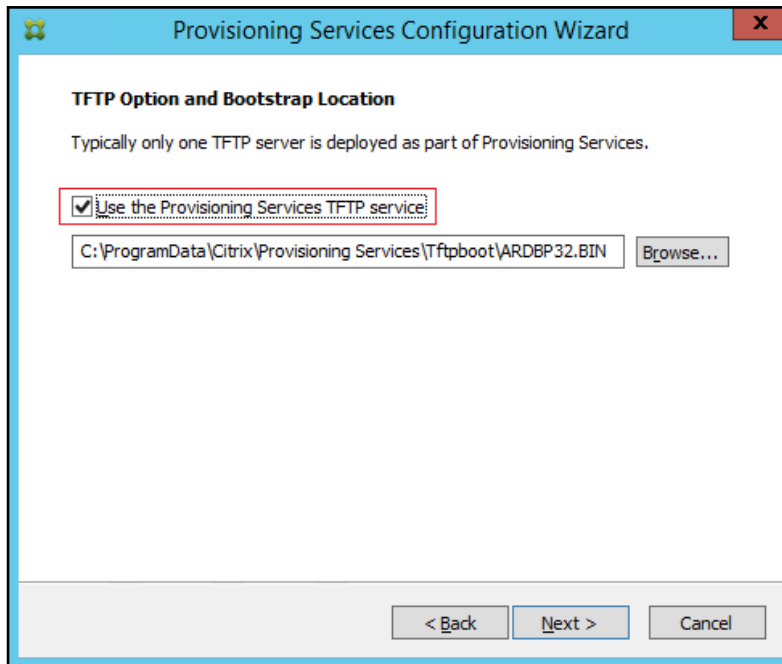 Provisioning Services Configuration Wizard
x
TFTP Option and Bootstrap Location
Typically only one TFTP server is deployed as part of Provisioning Services.
Use the Provisioning Services TFTP service
C:\ProgramData\Citrix\Provisioning Services\Tftpboot\ARDBP32.BIN
Browse...
< Back
Next >
Cancel